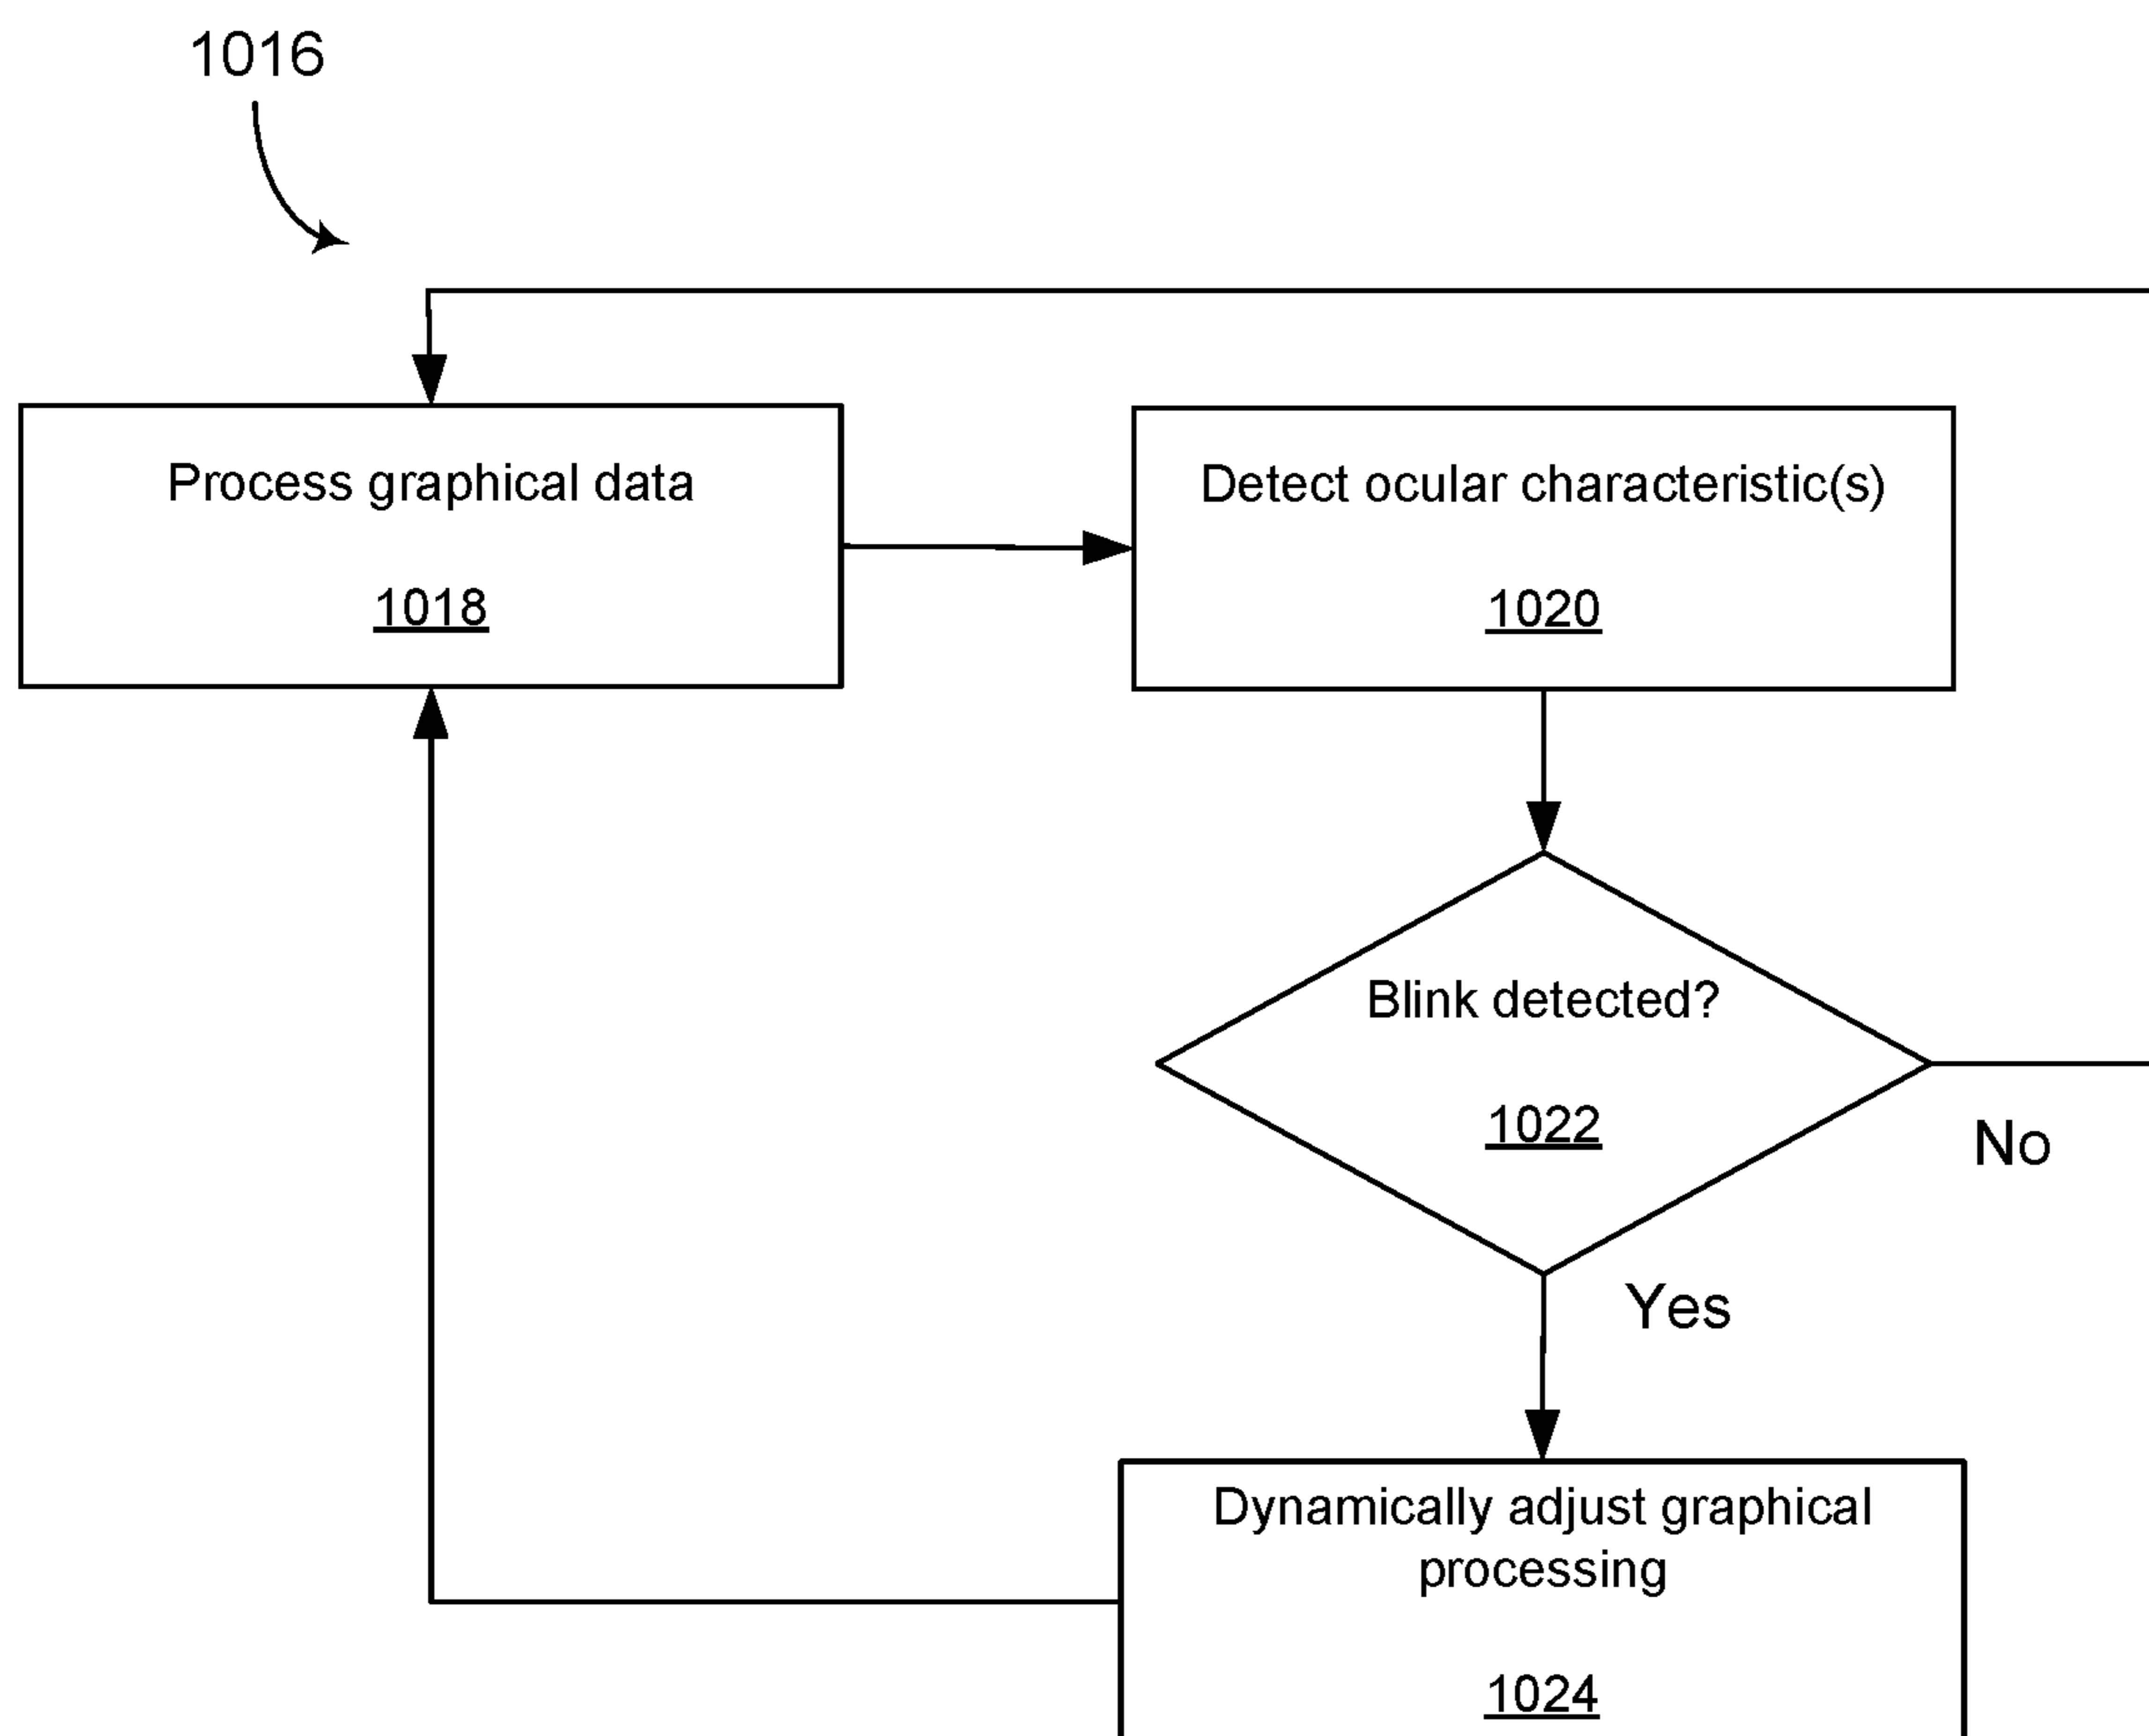 1016
Process graphical data
1018
Detect ocular characteristic(s)
1020
Blink detected?
1022
No
Yes
Dynamically adjust graphical
processing
1024